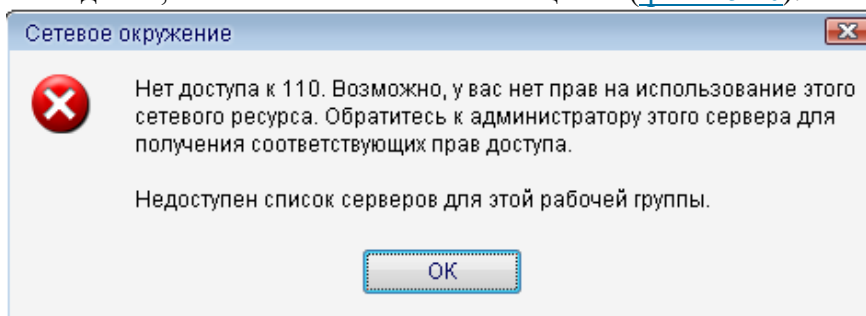 Сетевое окружение
Нет доступа к 110. Возможно, у вас нет прав на использование этого
сетевого ресурса. Обратитесь к администратору этого сервера для
получения соответствующих прав доступа.
Недоступен список серверов для этой рабочей группы.
ОК